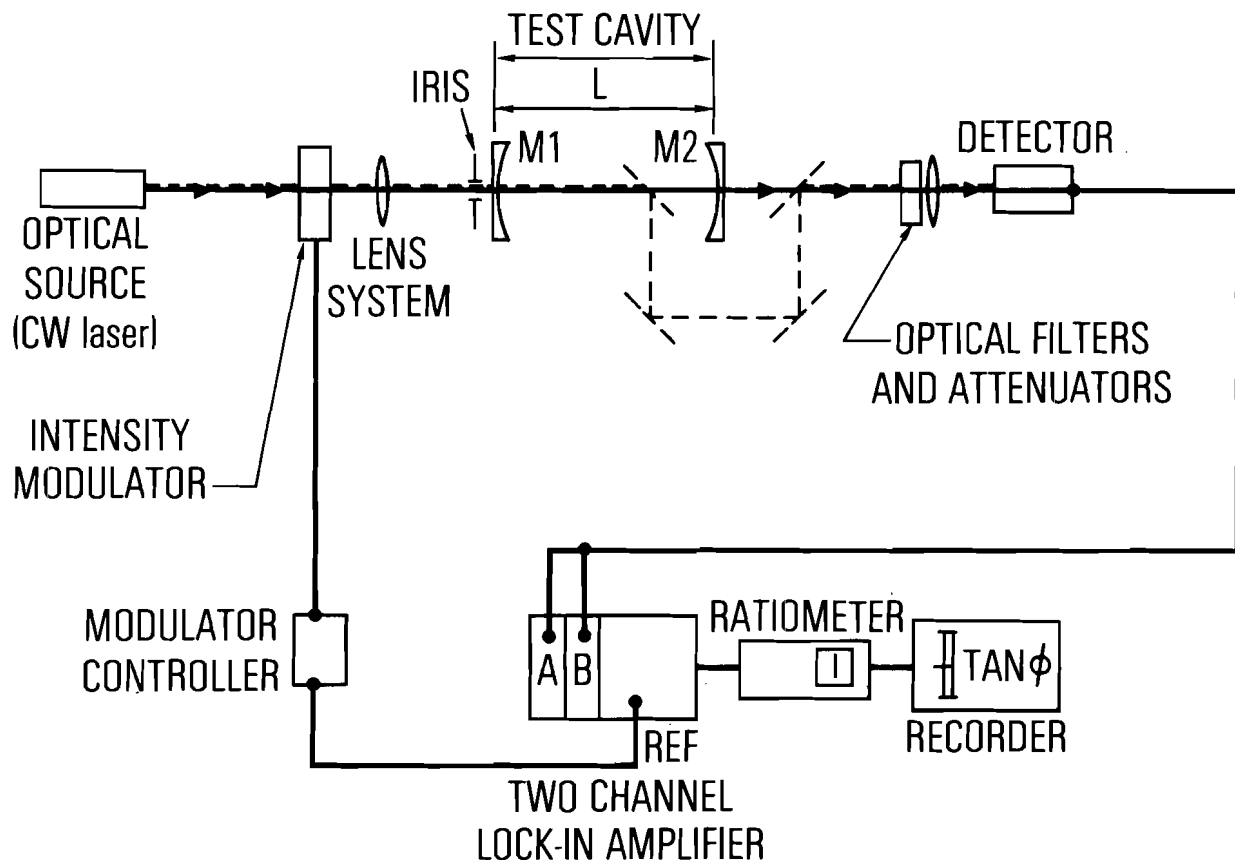 TEST CAVITY
L
IRIS
M1
M2
DETECTOR
OPTICAL
SOURCE
(CW laser)
LENS
SYSTEM
OPTICAL FILTERS
AND ATTENUATORS
INTENSITY
MODULATOR
MODULATOR
CONTROLLER
A
B
REF
RATIOMETER
I
TAN ϕ
RECORDER
TWO CHANNEL
LOCK-IN AMPLIFIER